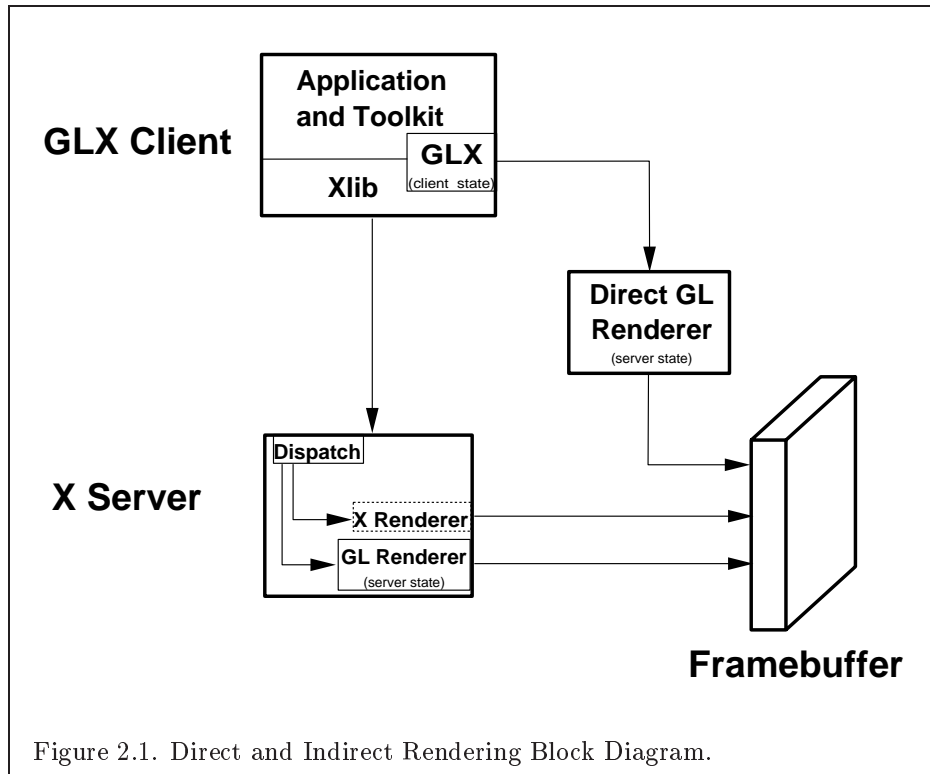 Application
and Toolkit
GLX Client
GLX
(client state)
Xlib
Direct GL
Renderer
(server state)
Dispatch
X Server
X Renderer
GL Renderer
(server state)
Framebuffer
Figure 2.1. Direct and Indirect Rendering Block Diagram.